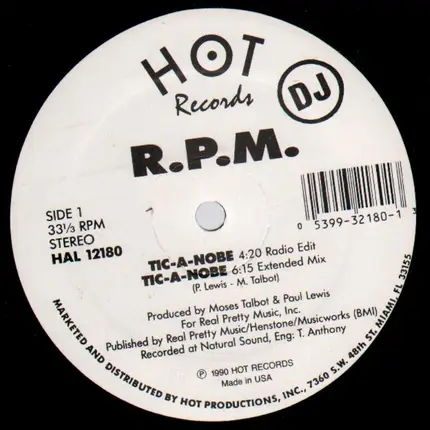 HOT
Records
DJ
R.P.M.
SIDE 1
33⅓ RPM
STEREO
HAL 12180
0 5399-32180-1 3
TIC-A-NOBE 4:20 Radio Edit
TIC-A-NOBE 6:15 Extended Mix
(P. Lewis - M. Talbot)
Produced by Moses Talbot & Paul Lewis
For Real Pretty Music, Inc.
Published by Real Pretty Music/Henstone/Musicworks (BMI)
Recorded at Natural Sound, Eng: T. Anthony
℗ 1990 HOT RECORDS
Made in USA
MARKETED AND DISTRIBUTED BY HOT PRODUCTIONS, INC., 7360 S.W. 48th ST. MIAMI, FL. 33155